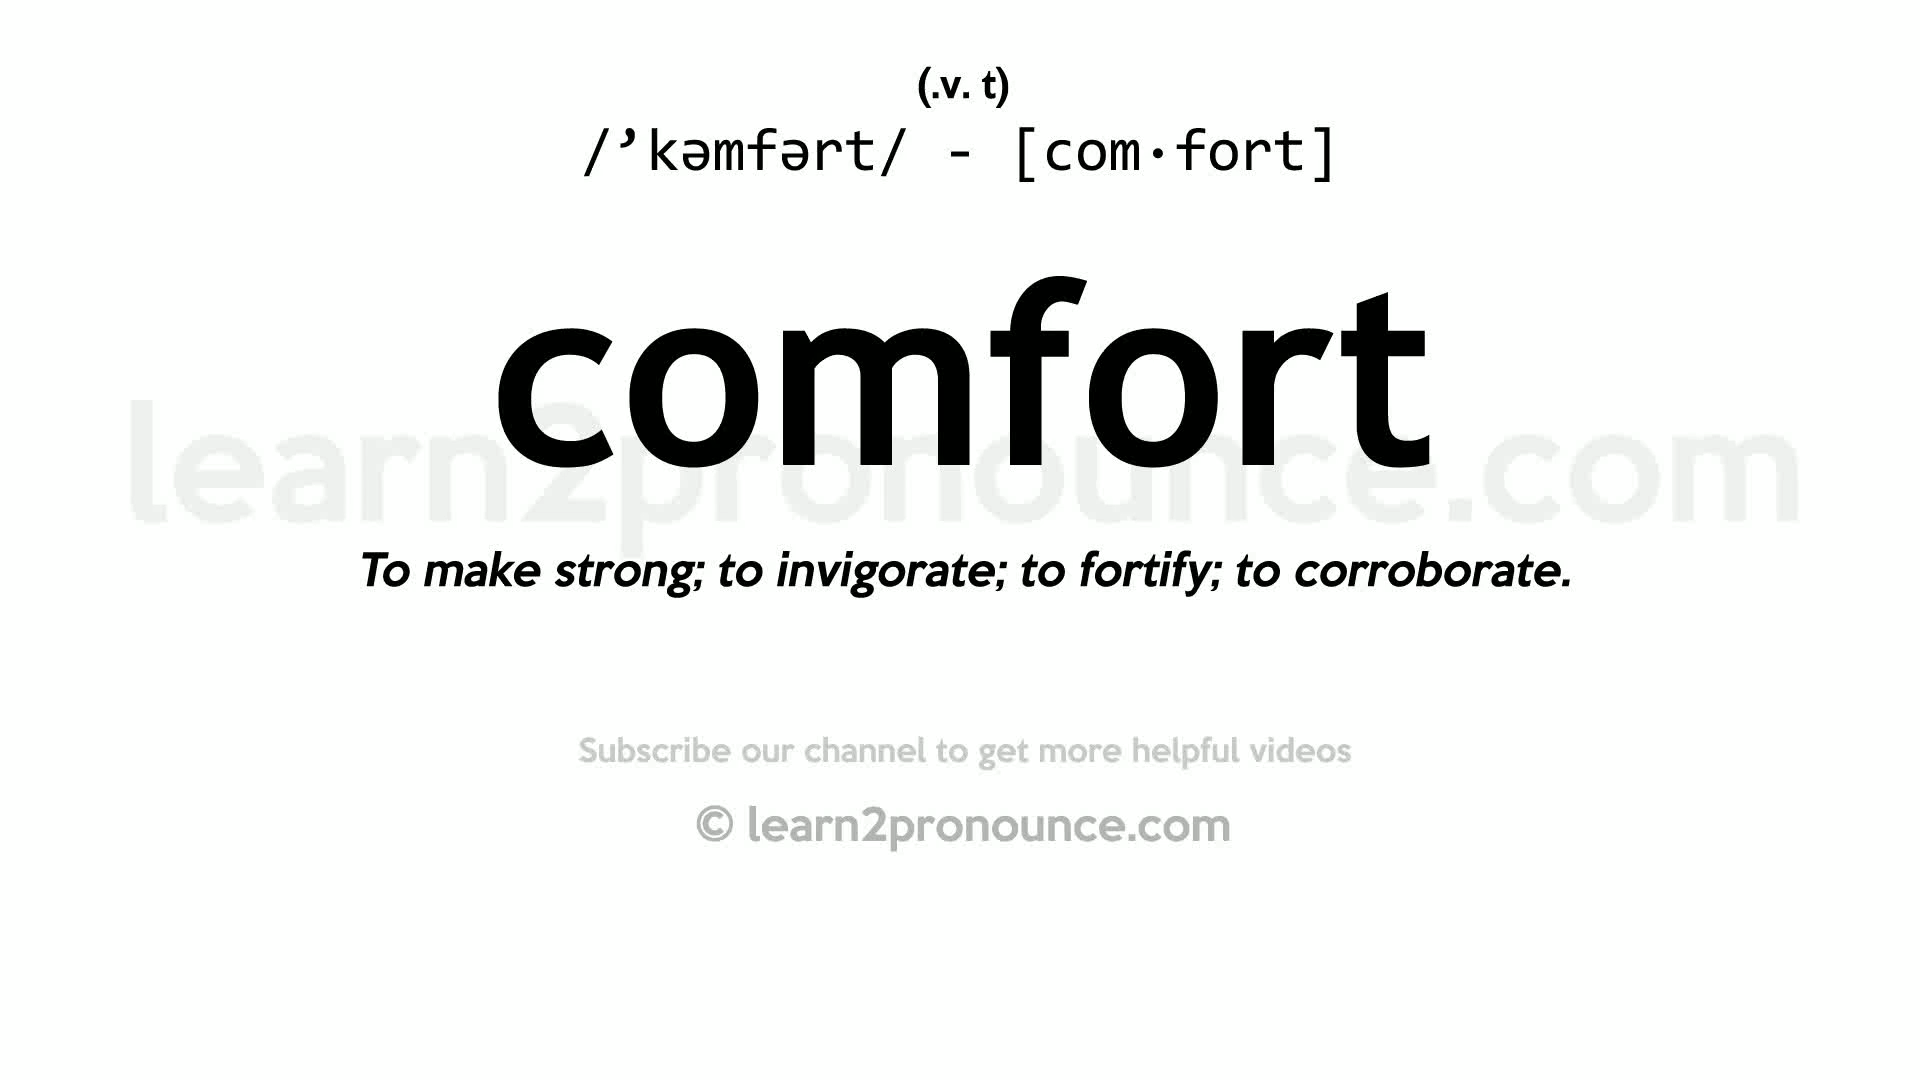 (.v. t)
/’kəmfərt/ - [com·fort]
comfort
learn2pronounce.com
To make strong; to invigorate; to fortify; to corroborate.
Subscribe our channel to get more helpful videos
© learn2pronounce.com